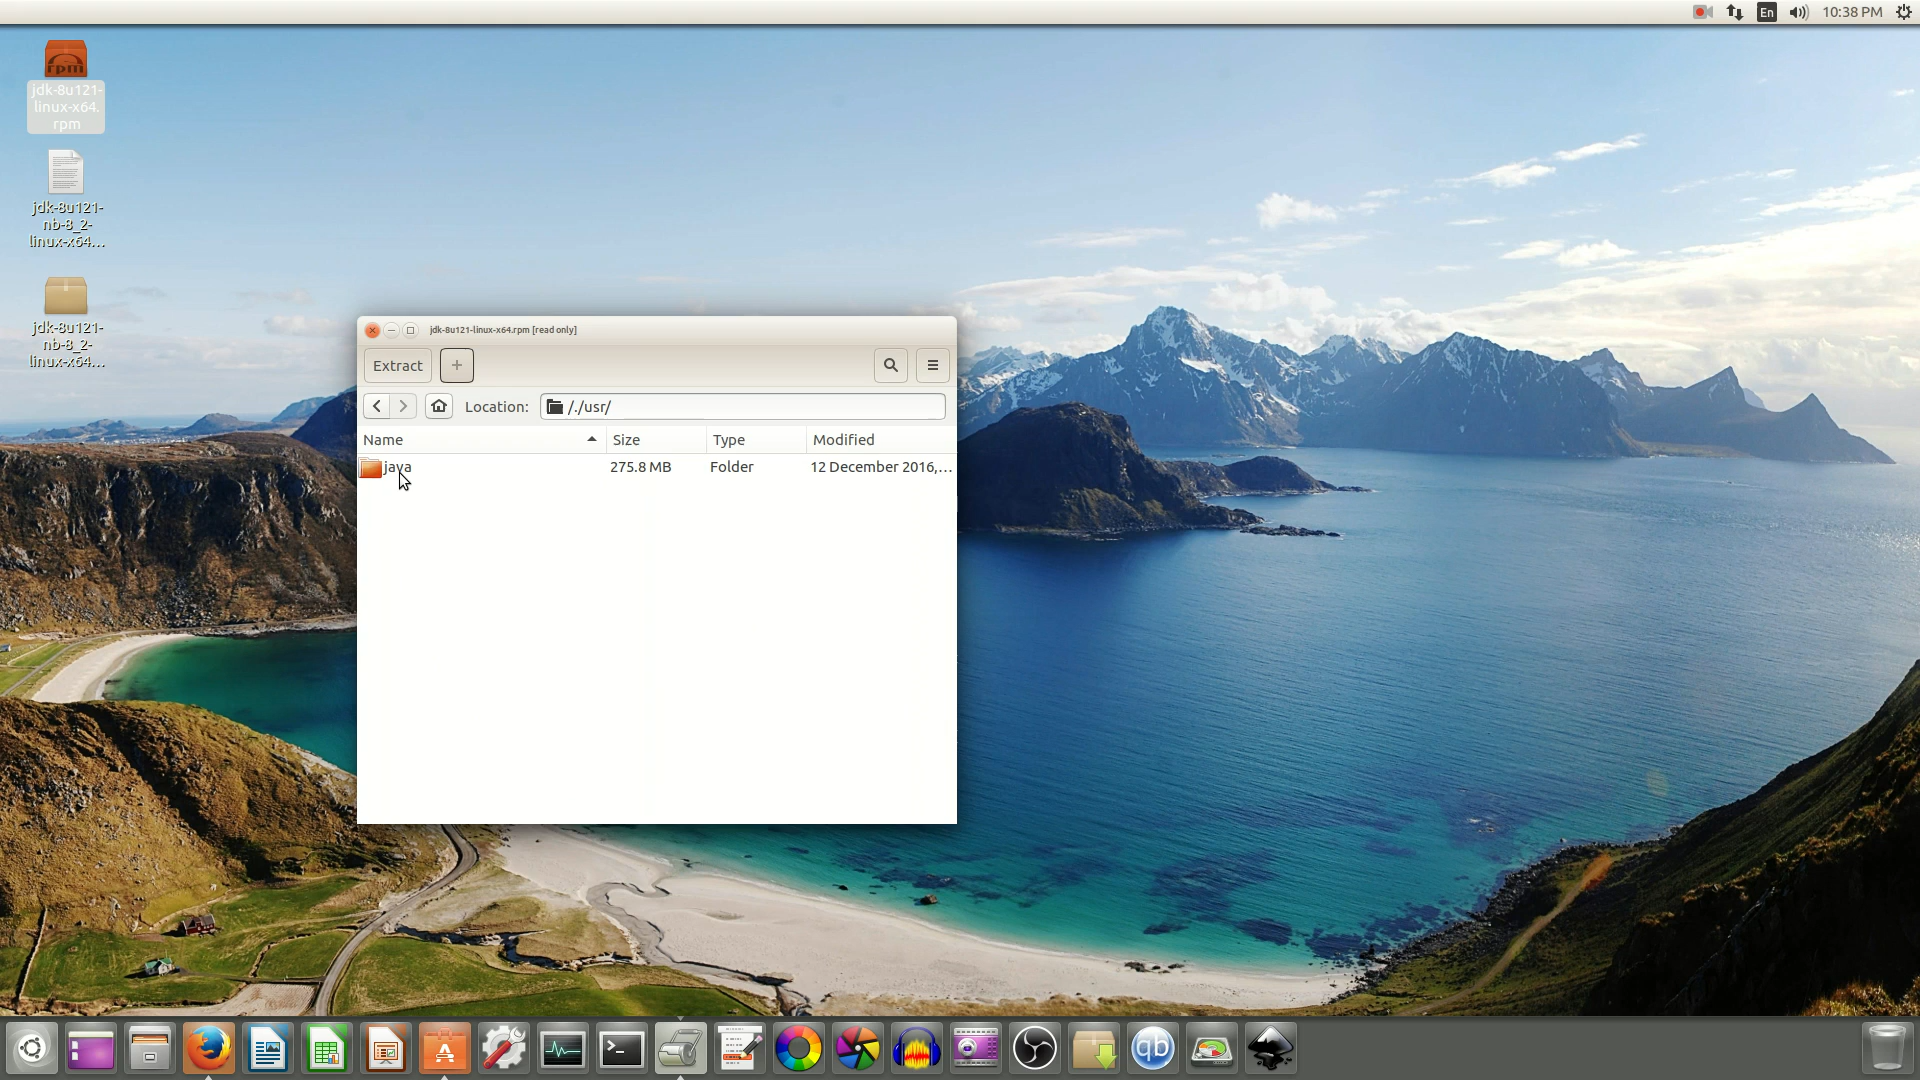 En
10:38 PM
rpm
jdk-8u121-
linux-x64.
rpm
jdk-8u121-
nb-8_2-
linux-x64...
jdk-8u121-
nb-8_2-
linux-x64...
jdk-8u121-linux-x64.rpm [read only]
Extract
Location: /./usr/
Name Size Type Modified
java 275.8 MB Folder 12 December 2016,...
qb